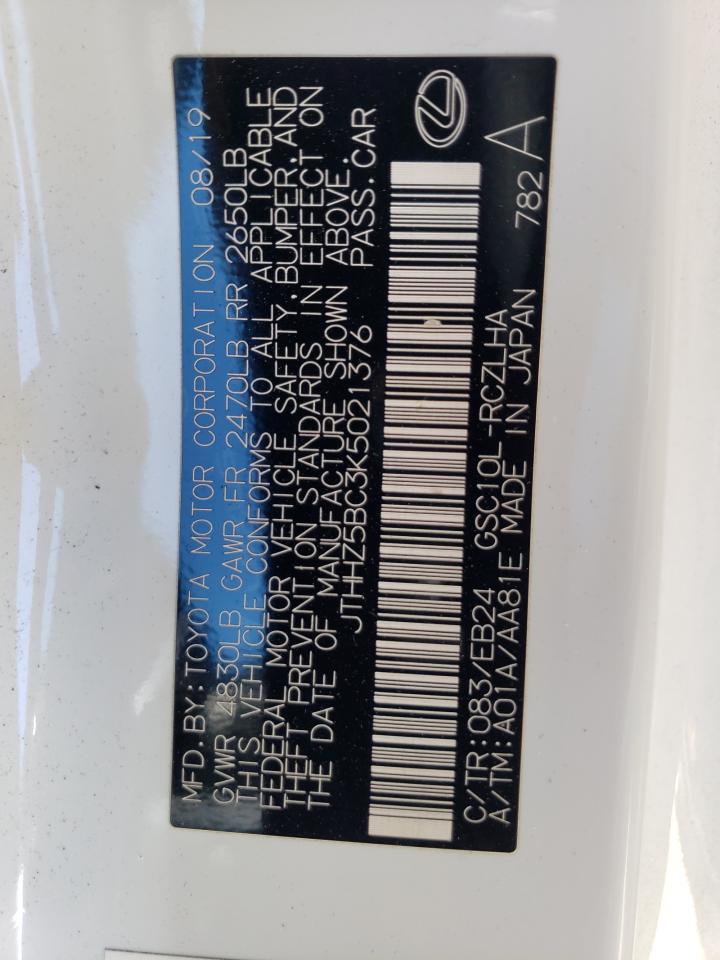 MFD.BY:TOYOTA MOTOR CORPORATION 08/19
GVWR 4830LB GAWR FR 2470LB RR 2650LB
THIS VEHICLE CONFORMS TO ALL APPLICABLE
FEDERAL MOTOR VEHICLE SAFETY,BUMPER,AND
THEFT PREVENTION STANDARDS IN EFFECT ON
THE DATE OF MANUFACTURE SHOWN ABOVE.
JTHHZ5BC3K5021376 PASS.CAR
C/TR:083/EB24 GSC10L-RCZLHA
A/TM:A01A/AA81E MADE IN JAPAN 782 A